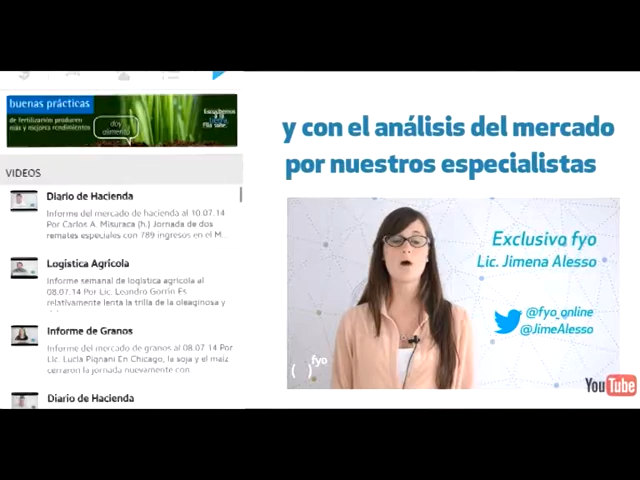 buenas prácticas
de fertilización producen
más y mejores rendimientos
doy
alimento
VIDEOS
Diario de Hacienda
Informe del mercado de hacienda al 10.07.14
Por Carlos A. Misuraca (h.) Jornada de dos
remates especiales con 789 ingresos en el M...
Logística Agrícola
Informe semanal de logística agrícola al
08.07.14 Por Lic. Leandro Gorrín Es
relativamente lenta la trilla de la oleaginosa y
Informe de Granos
Informe del mercado de granos al 08.07.14 Por
Lic. Lucía Pignani En Chicago, la soja y el maíz
cerraron la jornada nuevamente con
Diario de Hacienda
y con el análisis del mercado
por nuestros especialistas
Exclusivo fyo
Lic. Jimena Alesso
@fyo_online
@JimeAlesso
( )fyo
YouTube